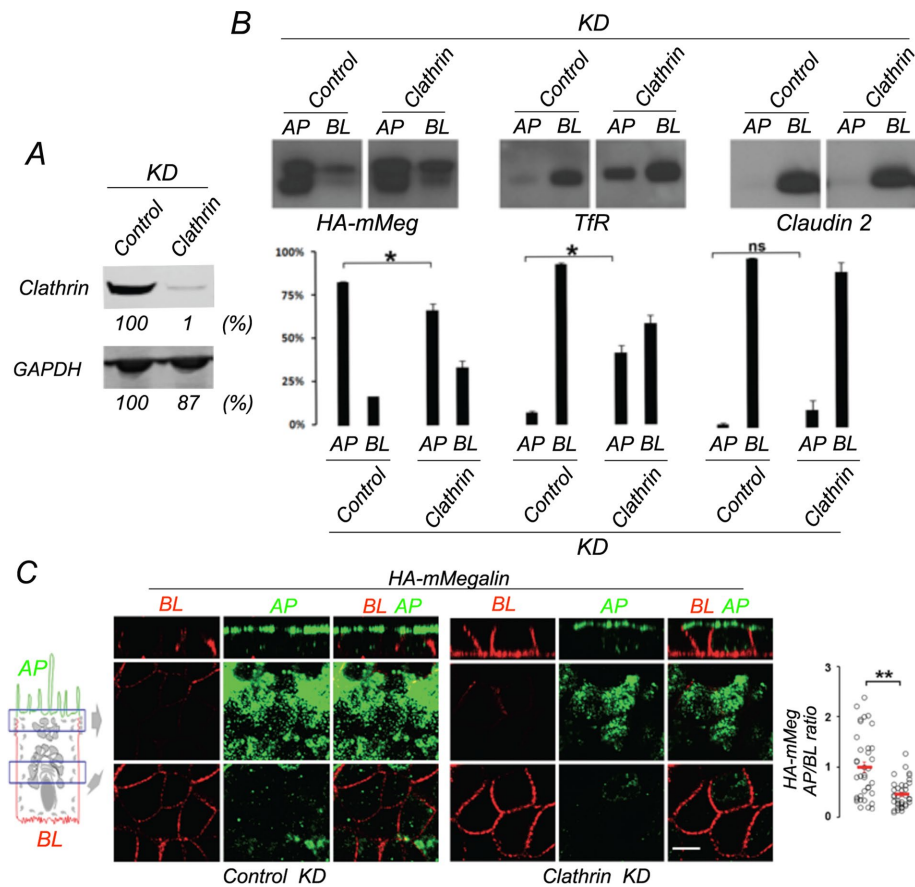 A
KD
Control Clathrin
Clathrin
100 1 (%)
GAPDH
100 87 (%)
B
KD
Control Clathrin Control Clathrin Control Clathrin
AP BL AP BL AP BL AP BL AP BL AP BL
HA-mMeg TfR Claudin 2
100%
75%
50%
25%
0%
* * ns
AP BL AP BL AP BL AP BL AP BL AP BL
Control Clathrin Control Clathrin Control Clathrin
KD
C
HA-mMegalin
BL AP BL AP BL AP BL AP
AP
BL
Control KD Clathrin KD
HA-mMeg
AP/BL ratio
3
2
1
0
**